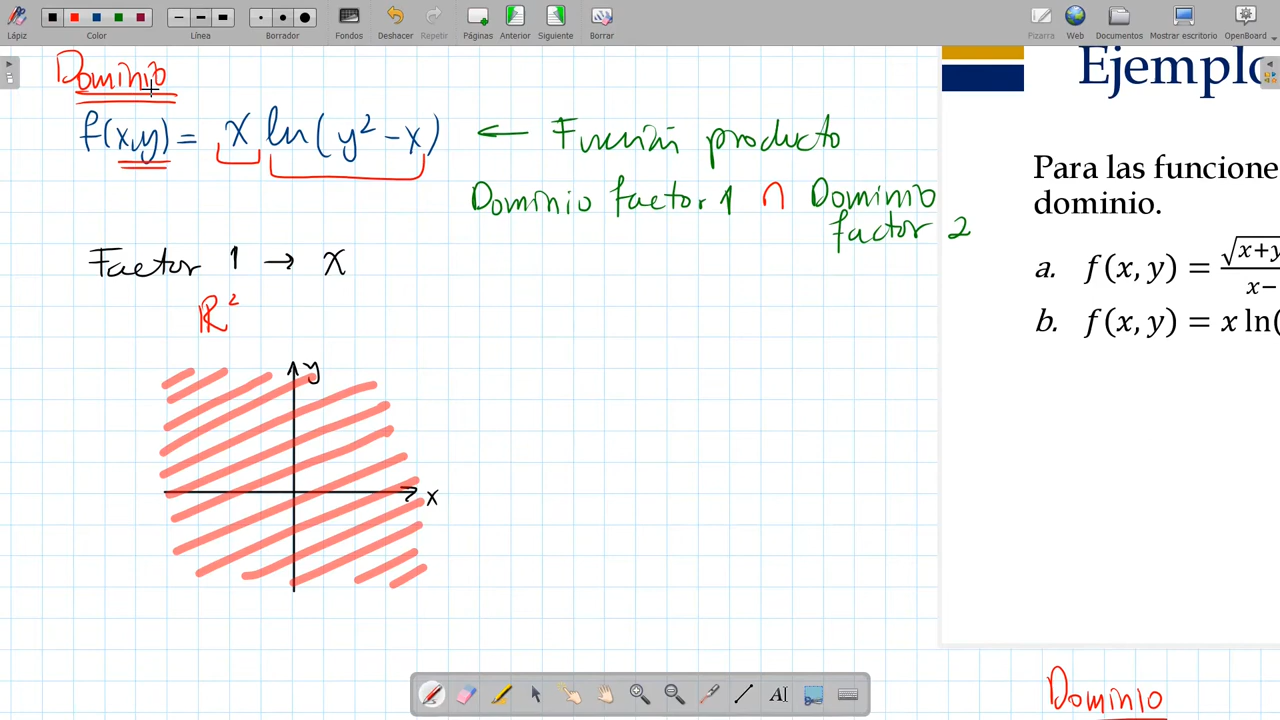 Lápiz Color Línea Borrador Fondos Deshacer Repetir Páginas Anterior Siguiente Borrar Pizarra Web Documentos Mostrar escritorio OpenBoard
Dominio
f(x,y) = x ln(y² - x) ← Función producto
Dominio factor 1 ∩ Dominio
factor 2
Factor 1 → x
ℝ²
y
x
Ejemplo
Para las funcione
dominio.
a. f(x, y) = √x+y / x−
b. f(x, y) = x ln(
Dominio